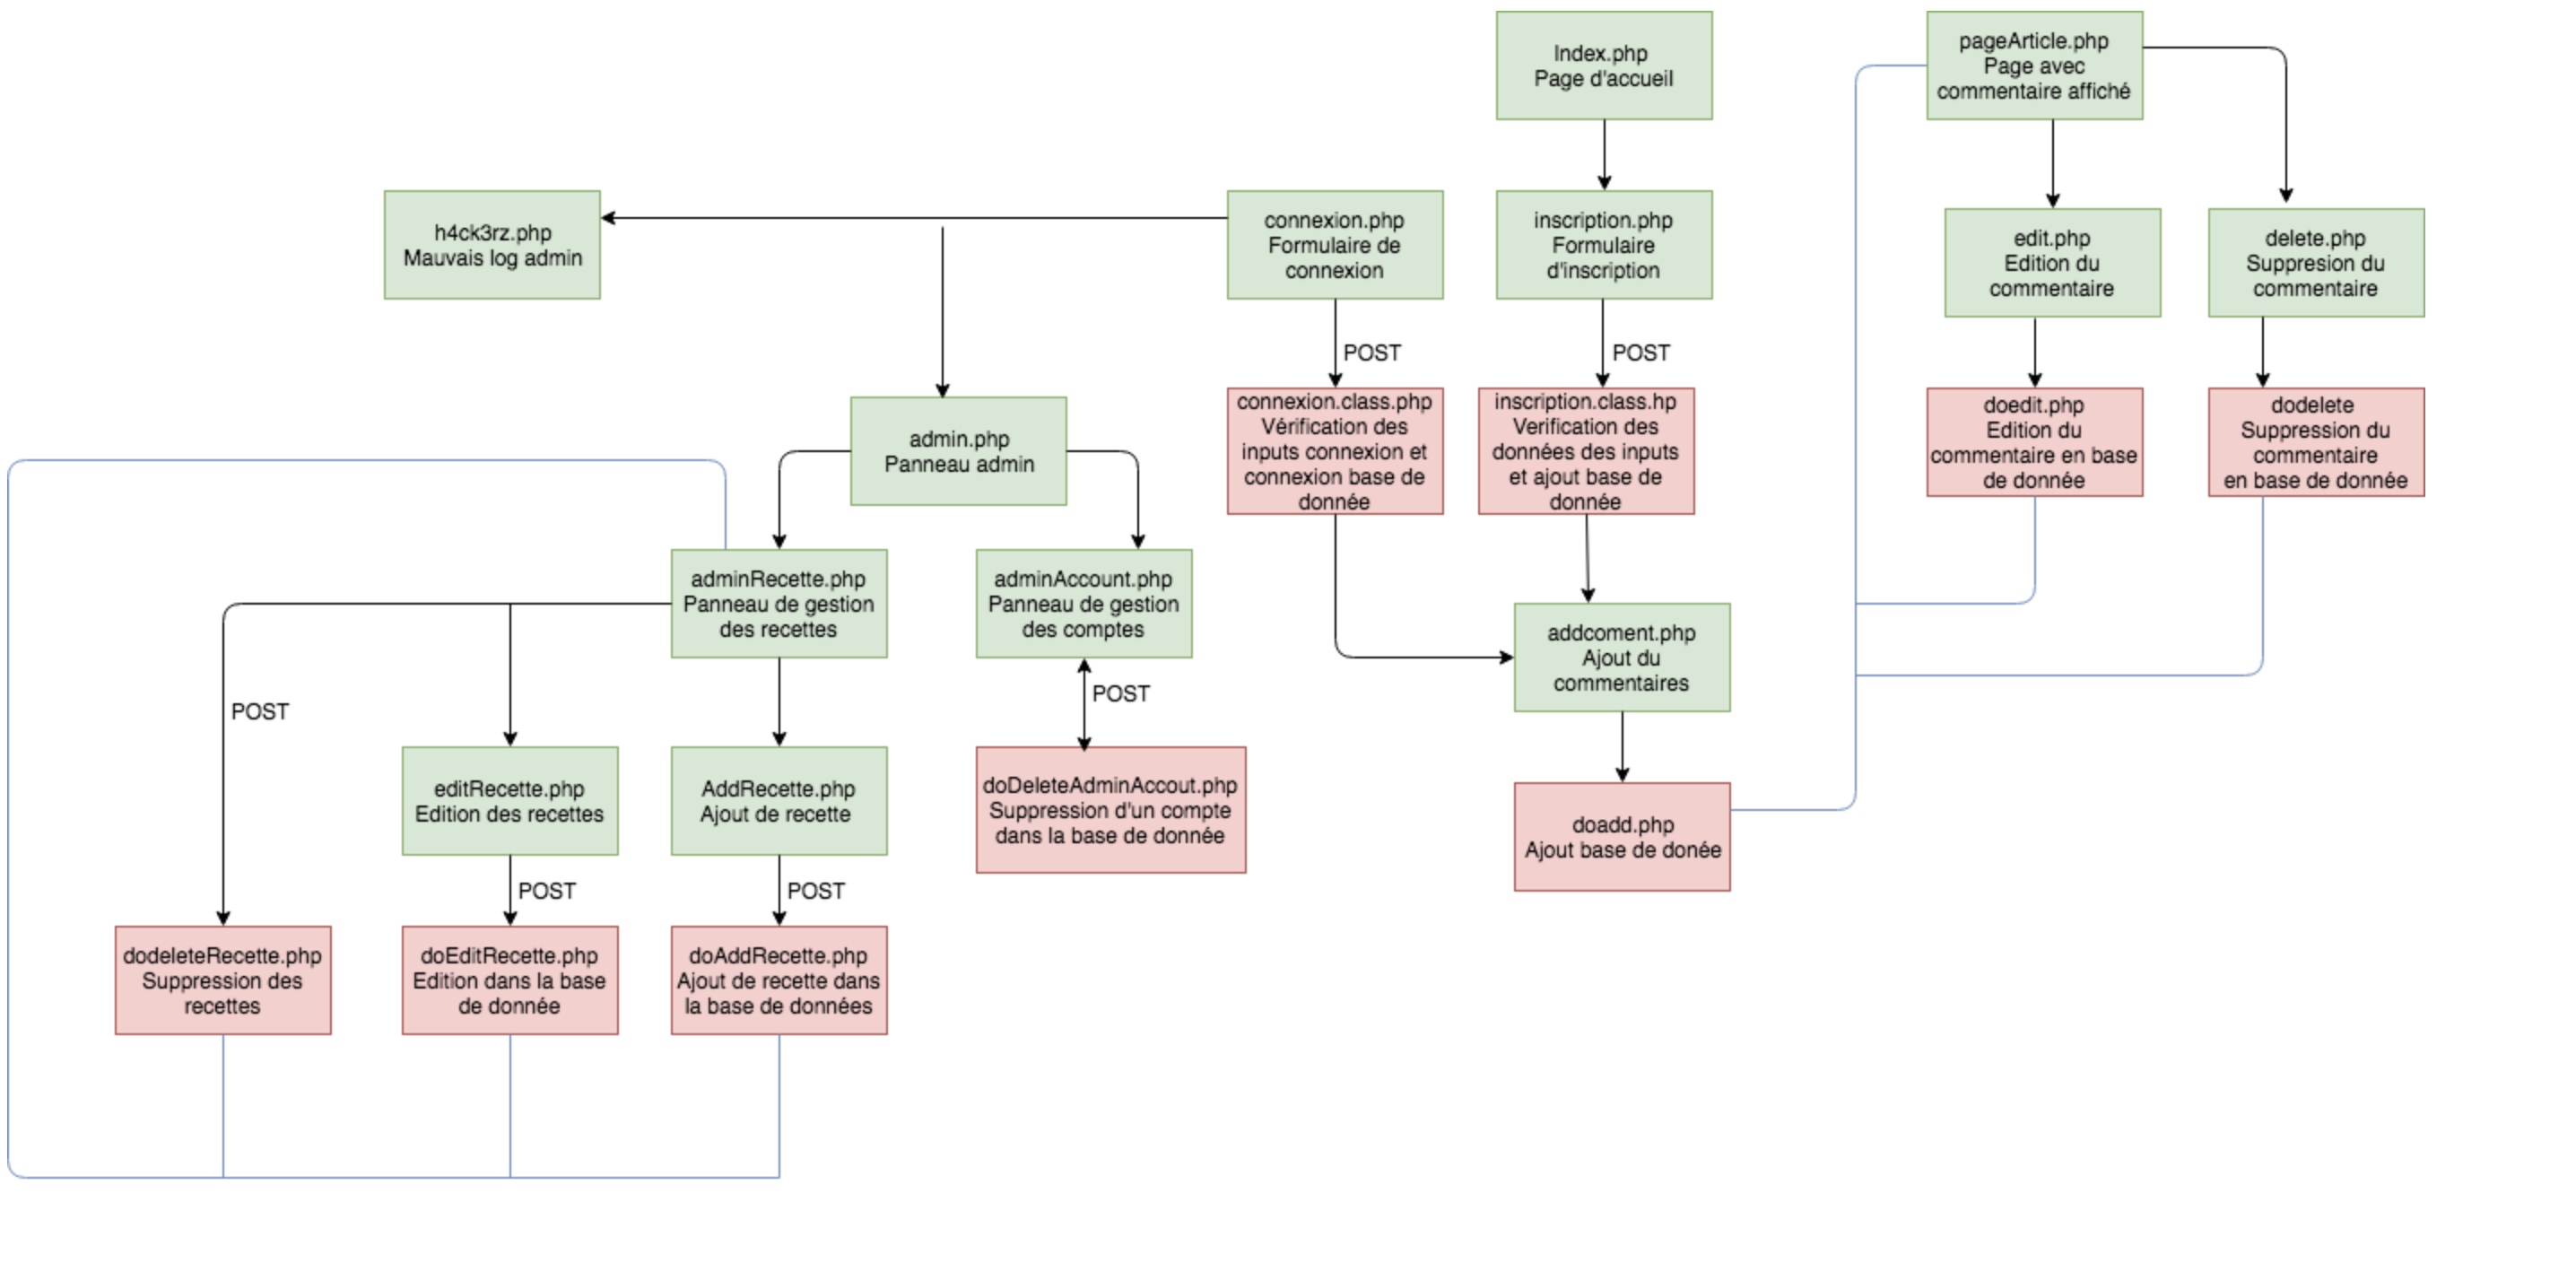 Index.php
Page d'accueil
pageArticle.php
Page avec
commentaire affiché
h4ck3rz.php
Mauvais log admin
connexion.php
Formulaire de
connexion
inscription.php
Formulaire
d'inscription
edit.php
Edition du
commentaire
delete.php
Suppresion du
commentaire
POST
POST
admin.php
Panneau admin
connexion.class.php
Vérification des
inputs connexion et
connexion base de
donnée
inscription.class.hp
Verification des
données des inputs
et ajout base de
donnée
doedit.php
Edition du
commentaire en base
de donnée
dodelete
Suppression du
commentaire
en base de donnée
adminRecette.php
Panneau de gestion
des recettes
adminAccount.php
Panneau de gestion
des comptes
addcoment.php
Ajout du
commentaires
POST
POST
editRecette.php
Edition des recettes
AddRecette.php
Ajout de recette
doDeleteAdminAccout.php
Suppression d'un compte
dans la base de donnée
doadd.php
Ajout base de donée
POST
POST
dodeleteRecette.php
Suppression des
recettes
doEditRecette.php
Edition dans la base
de donnée
doAddRecette.php
Ajout de recette dans
la base de données